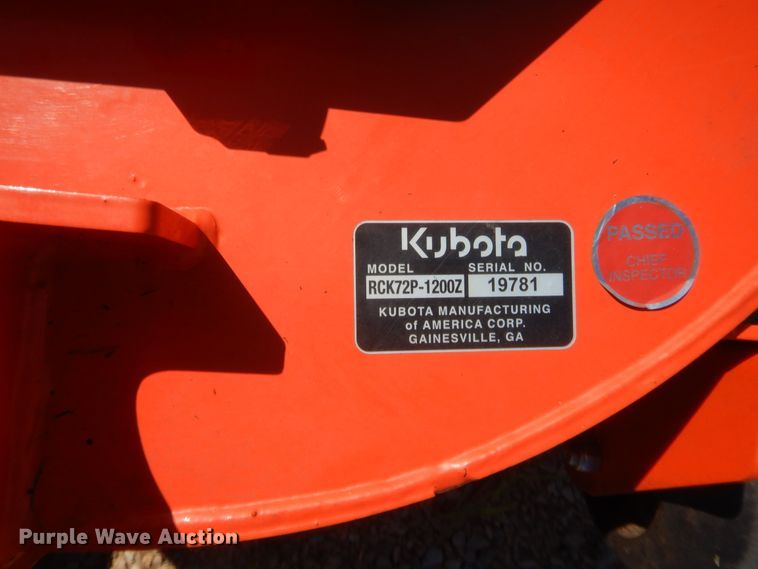 Kubota
MODEL SERIAL NO.
RCK72P-1200Z 19781
KUBOTA MANUFACTURING
of AMERICA CORP.
GAINESVILLE, GA
PASSED
CHIEF
INSPECTOR
Purple Wave Auction